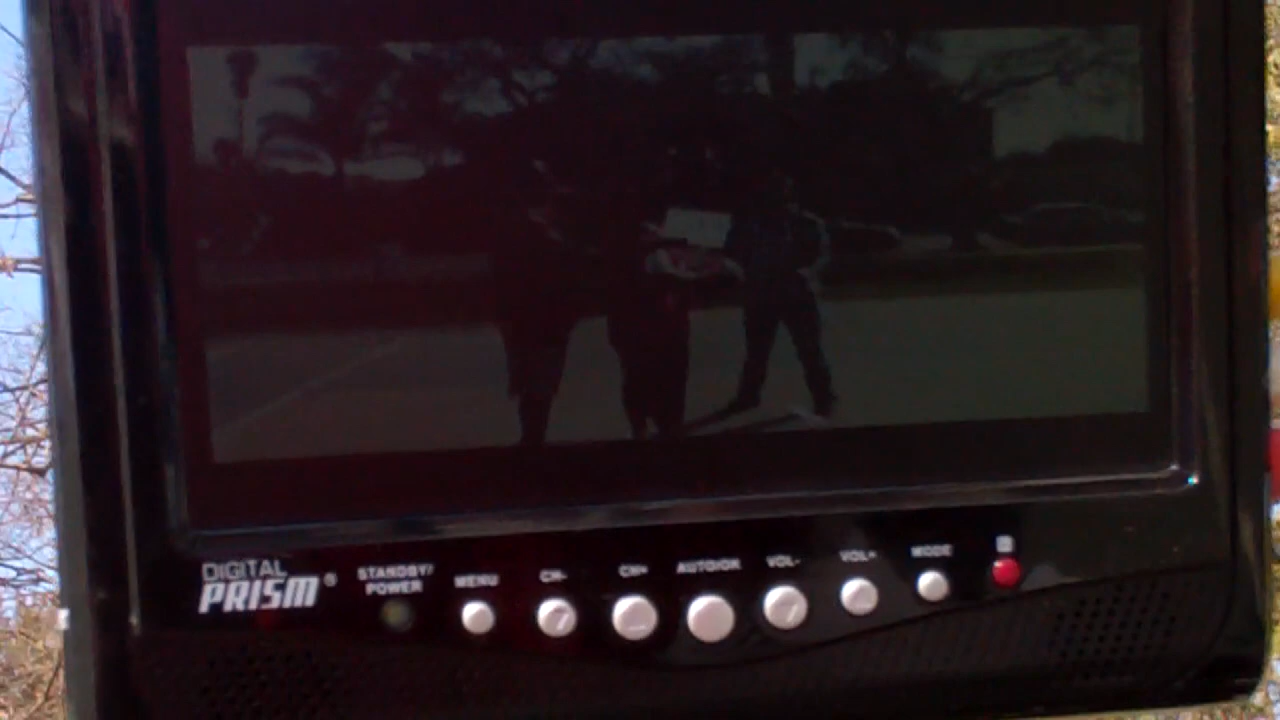 DIGITAL
PRISM®
STANDBY/
POWER
MENU
CH-
CH+
AUTO/OK
VOL-
VOL+
MODE